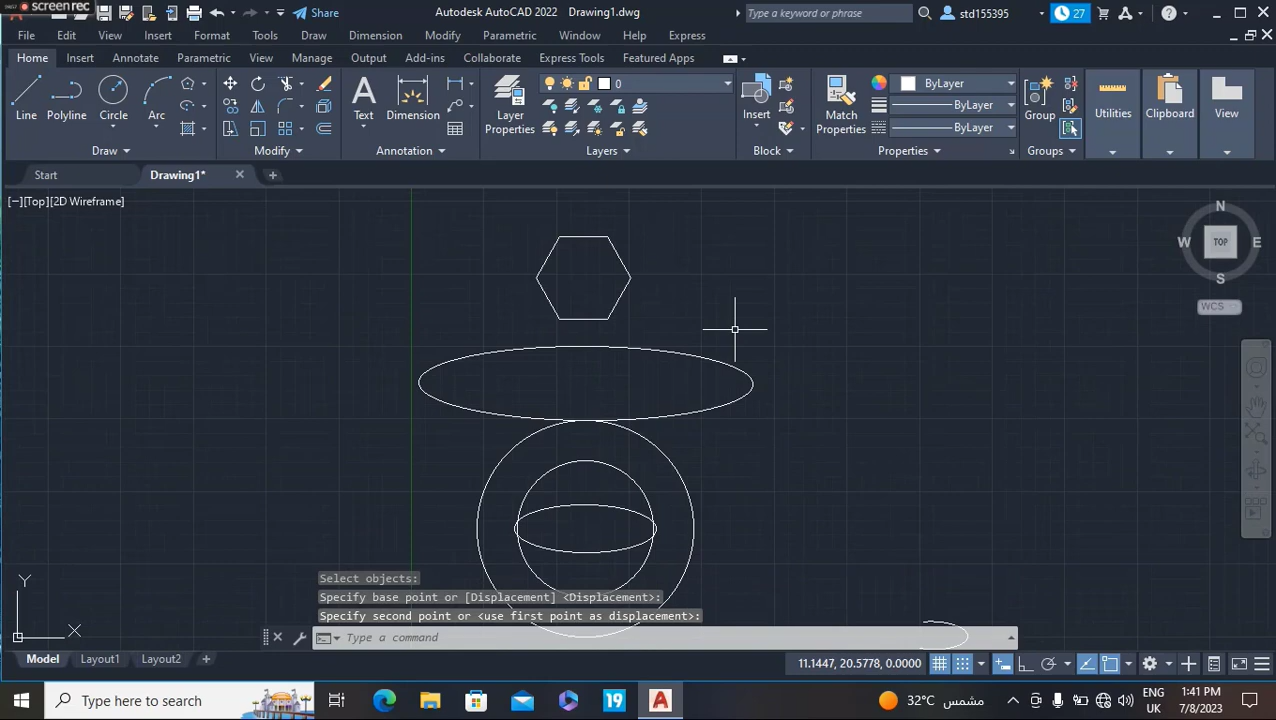 screen rec
Share
Autodesk AutoCAD 2022 Drawing1.dwg
Type a keyword or phrase
std155395
27
File Edit View Insert Format Tools Draw Dimension Modify Parametric Window Help Express
Home Insert Annotate Parametric View Manage Output Add-ins Collaborate Express Tools Featured Apps
Line Polyline Circle Arc
Text Dimension
Layer Properties
0
Insert
Match Properties
ByLayer
ByLayer
ByLayer
Group
Utilities
Clipboard
View
Draw Modify Annotation Layers Block Properties Groups
Start Drawing1*
[−][Top][2D Wireframe]
N
W TOP E
S
WCS
Select objects:
Specify base point or [Displacement] <Displacement>:
Specify second point or <use first point as displacement>:
Type a command
Y
X
Model Layout1 Layout2
11.1447, 20.5778, 0.0000
Type here to search
19
A
32°C مشمس
ENG
UK
1:41 PM
7/8/2023